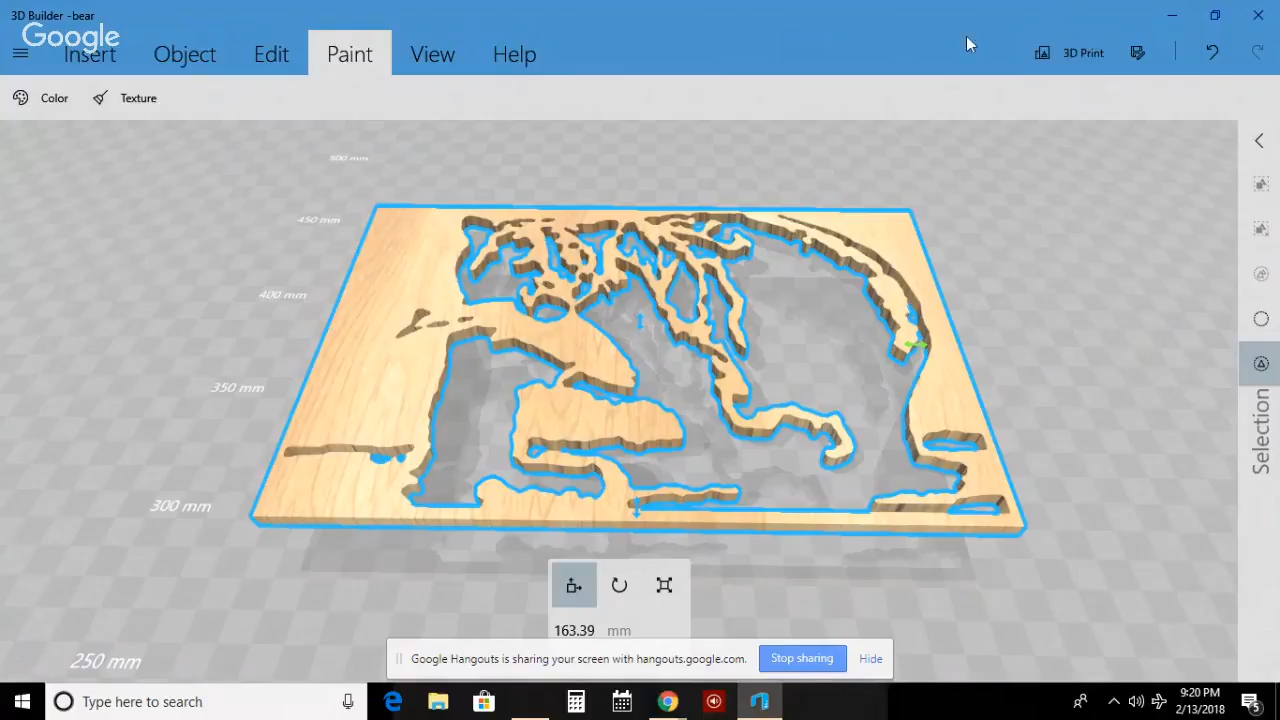 3D Builder -bear
Google
Insert Object Edit Paint View Help
3D Print
Color Texture
500 mm
450 mm
400 mm
350 mm
300 mm
250 mm
Selection
163.39 mm
Google Hangouts is sharing your screen with hangouts.google.com. Stop sharing Hide
Type here to search
9:20 PM
2/13/2018
5